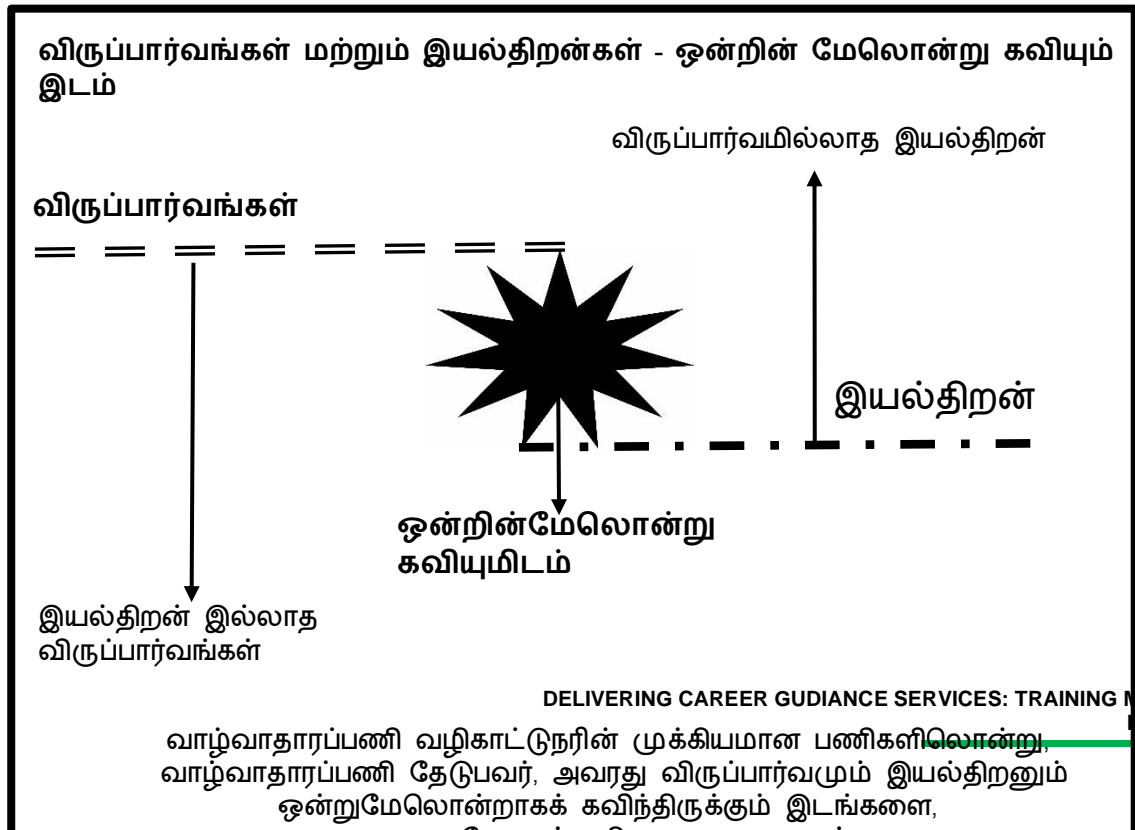 விருப்பார்வங்கள் மற்றும் இயல்திறன்கள் - ஒன்றின் மேலொன்று கவியும்
இடம்
விருப்பார்வமில்லாத இயல்திறன்
விருப்பார்வங்கள்
இயல்திறன்
ஒன்றின்மேலொன்று
கவியுமிடம்
இயல்திறன் இல்லாத
விருப்பார்வங்கள்
DELIVERING CAREER GUDIANCE SERVICES: TRAINING
வாழ்வாதாரப்பணி வழிகாட்டுநரின் முக்கியமான பணிகளிலொன்று,
வாழ்வாதாரப்பணி தேடுபவர், அவரது விருப்பார்வமும் இயல்திறனும்
ஒன்றுமேலொன்றாகக் கவிந்திருக்கும் இடங்களை,